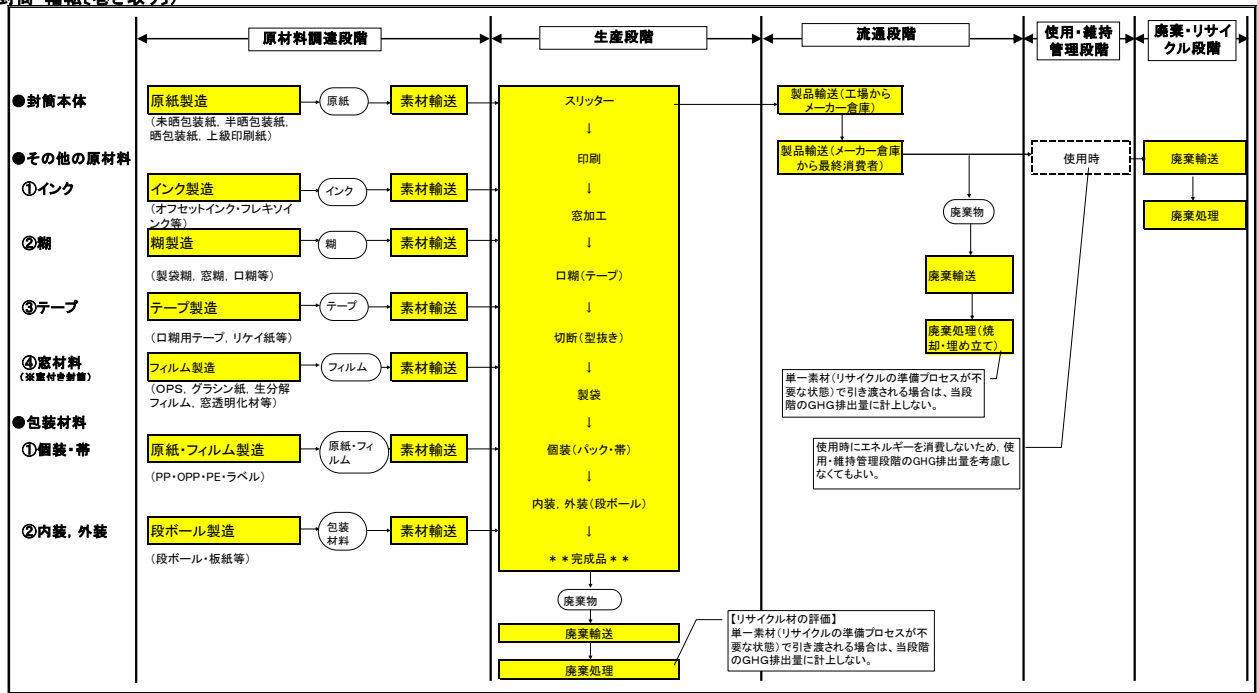 原材料調達段階
生産段階
流通段階
使用・維持
管理段階
廃棄・リサイ
クル段階
●封筒本体
原紙製造
原紙
素材輸送
(未晒包装紙, 半晒包装紙,
晒包装紙, 上級印刷紙)
●その他の原材料
①インク
インク製造
インク
素材輸送
(オフセットインク・フレキソイ
ンク等)
②糊
糊製造
糊
素材輸送
(製袋糊, 窓糊, 口糊等)
③テープ
テープ製造
テープ
素材輸送
(口糊用テープ, リケイ紙等)
④窓材料
(※窓付き封筒)
フィルム製造
フィルム
素材輸送
(OPS, グラシン紙, 生分解
フィルム, 窓透明化材等)
●包装材料
①個装・帯
原紙・フィルム製造
原紙・フィ
ルム
素材輸送
(PP・OPP・PE・ラベル)
②内装, 外装
段ボール製造
包装
材料
素材輸送
(段ボール・板紙等)
スリッター
↓
印刷
↓
窓加工
↓
口糊(テープ)
↓
切断(型抜き)
↓
製袋
↓
個装(パック・帯)
↓
内装, 外装(段ボール)
↓
**完成品**
廃棄物
廃棄輸送
廃棄処理
【リサイクル材の評価】
単一素材(リサイクルの準備プロセスが不
要な状態)で引き渡される場合は、当段階
のGHG排出量に計上しない。
製品輸送(工場から
メーカー倉庫)
製品輸送(メーカー倉庫
から最終消費者)
廃棄物
廃棄輸送
廃棄処理(焼
却・埋め立て)
単一素材(リサイクルの準備プロセスが不
要な状態)で引き渡される場合は、当段
階のGHG排出量に計上しない。
使用時にエネルギーを消費しないため, 使
用・維持管理段階のGHG排出量を考慮し
なくてもよい。
使用時
廃棄輸送
廃棄処理